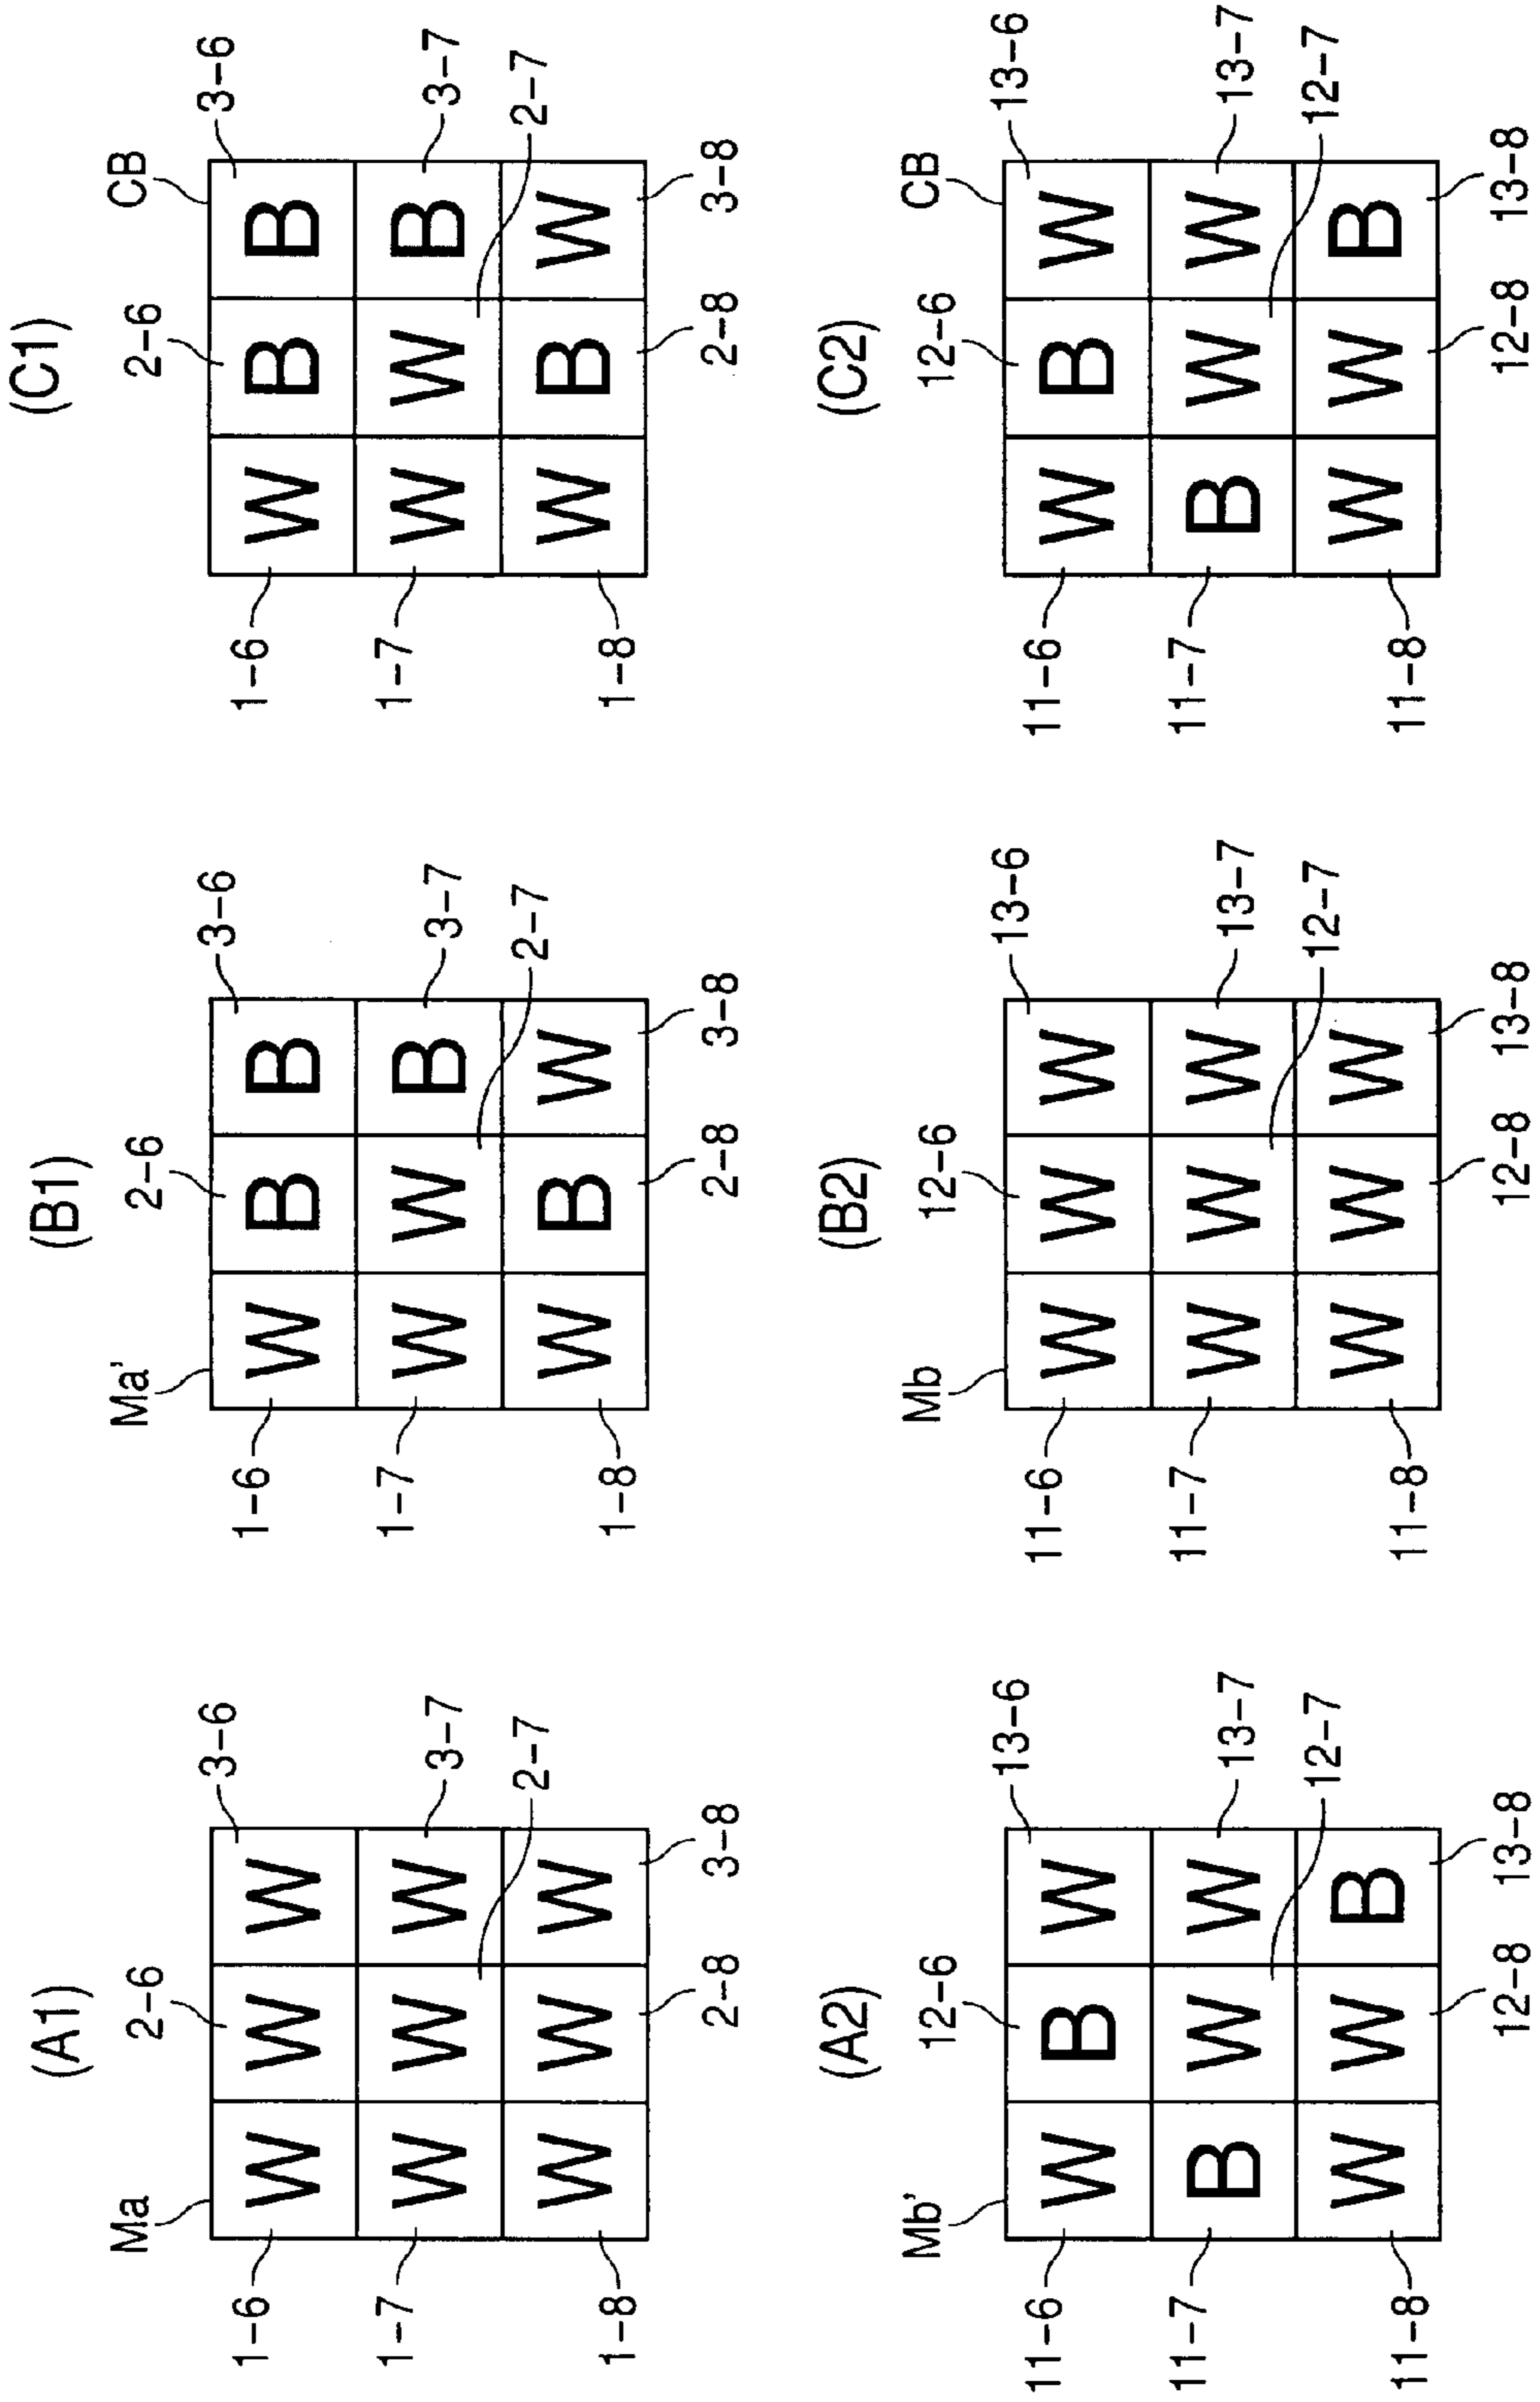 (A1)
Ma
2-6
3-6
1-6
W W W
3-7
1-7
W W W
2-7
1-8
W W W
2-8
3-8
(B1)
Ma'
2-6
3-6
1-6
W B B
3-7
1-7
W W B
2-7
1-8
W B W
2-8
3-8
(C1)
CB
2-6
3-6
1-6
W B B
3-7
1-7
W W B
2-7
1-8
W B W
2-8
3-8
(A2)
Mb'
12-6
13-6
11-6
W B W
13-7
11-7
B W W
12-7
11-8
W W B
12-8
13-8
(B2)
Mb
12-6
13-6
11-6
W W W
13-7
11-7
W W W
12-7
11-8
W W W
12-8
13-8
(C2)
CB
12-6
13-6
11-6
W B W
13-7
11-7
B W W
12-7
11-8
W W B
12-8
13-8